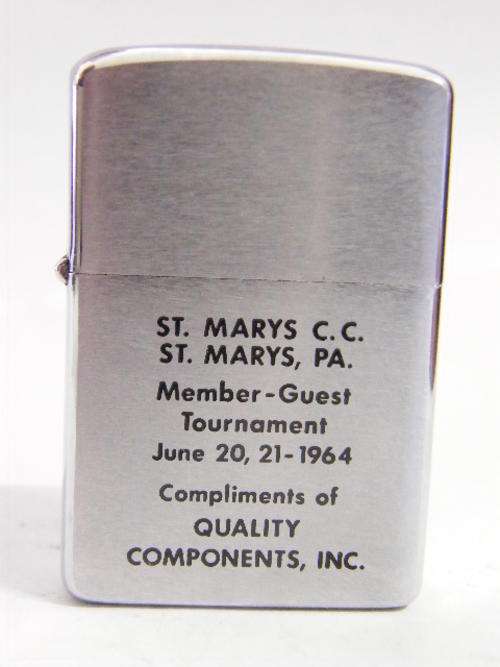 ST. MARYS C.C.
ST. MARYS, PA.
Member-Guest
Tournament
June 20, 21-1964
Compliments of
QUALITY
COMPONENTS, INC.